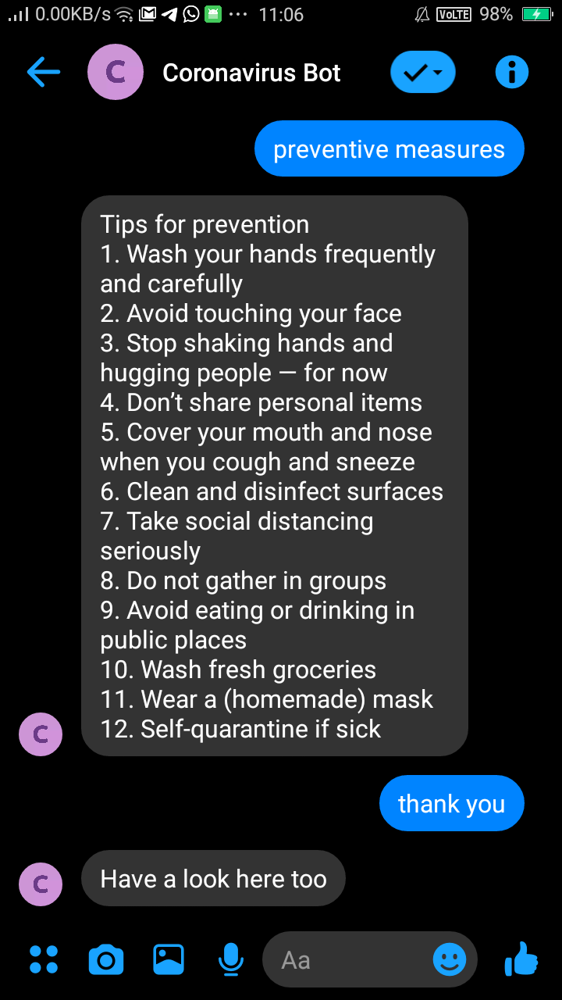 0.00KB/s ... 11:06 VoLTE 98%
C Coronavirus Bot
preventive measures
Tips for prevention
1. Wash your hands frequently
and carefully
2. Avoid touching your face
3. Stop shaking hands and
hugging people — for now
4. Don’t share personal items
5. Cover your mouth and nose
when you cough and sneeze
6. Clean and disinfect surfaces
7. Take social distancing
seriously
8. Do not gather in groups
9. Avoid eating or drinking in
public places
10. Wash fresh groceries
11. Wear a (homemade) mask
12. Self-quarantine if sick
C
thank you
C Have a look here too
Aa